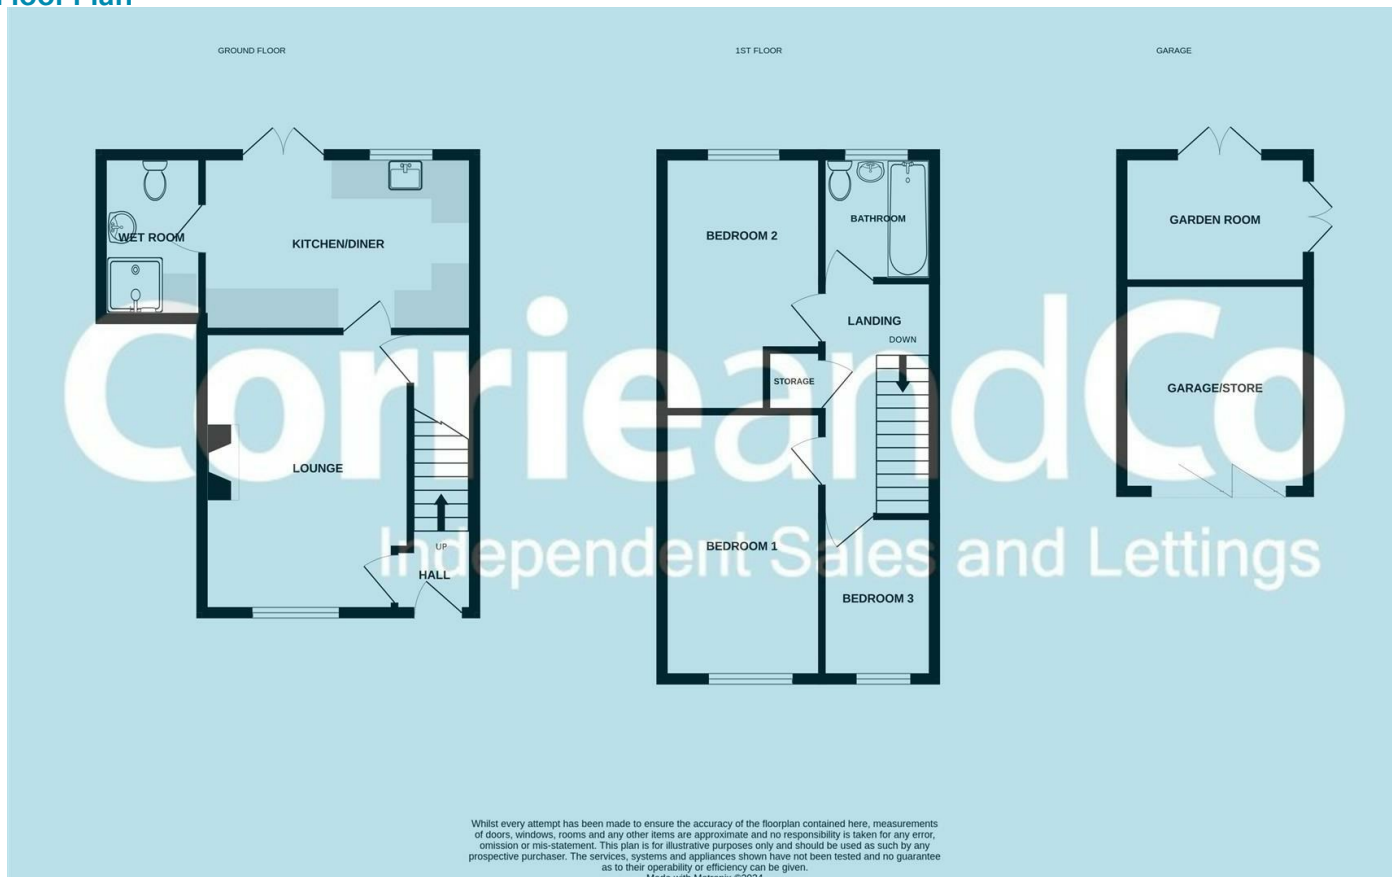 Floor Plan
GROUND FLOOR
1ST FLOOR
GARAGE
WET ROOM
KITCHEN/DINER
LOUNGE
UP
HALL
BEDROOM 2
BATHROOM
LANDING
DOWN
STORAGE
BEDROOM 1
BEDROOM 3
GARDEN ROOM
GARAGE/STORE
CorrieandCo
Independent Sales and Lettings
Whilst every attempt has been made to ensure the accuracy of the floorplan contained here, measurements
of doors, windows, rooms and any other items are approximate and no responsibility is taken for any error,
omission or mis-statement. This plan is for illustrative purposes only and should be used as such by any
prospective purchaser. The services, systems and appliances shown have not been tested and no guarantee
as to their operability or efficiency can be given.
Made with Metropix ©2024